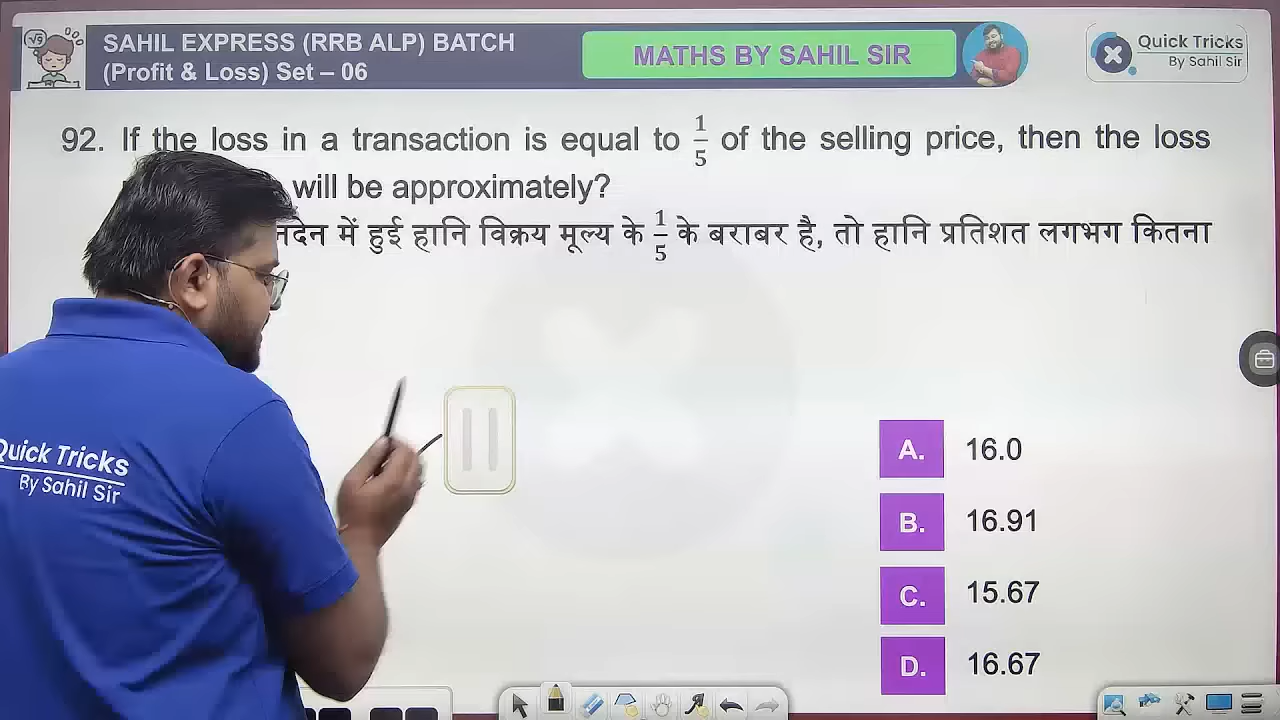 √5
SAHIL EXPRESS (RRB ALP) BATCH
(Profit & Loss) Set – 06
MATHS BY SAHIL SIR
Quick Tricks
By Sahil Sir
92. If the loss in a transaction is equal to 1/5 of the selling price, then the loss
will be approximately?
में हुई हानि विक्रय मूल्य के 1/5 के बराबर है, तो हानि प्रतिशत लगभग कितना
A. 16.0
B. 16.91
C. 15.67
D. 16.67
Quick Tricks
By Sahil Sir